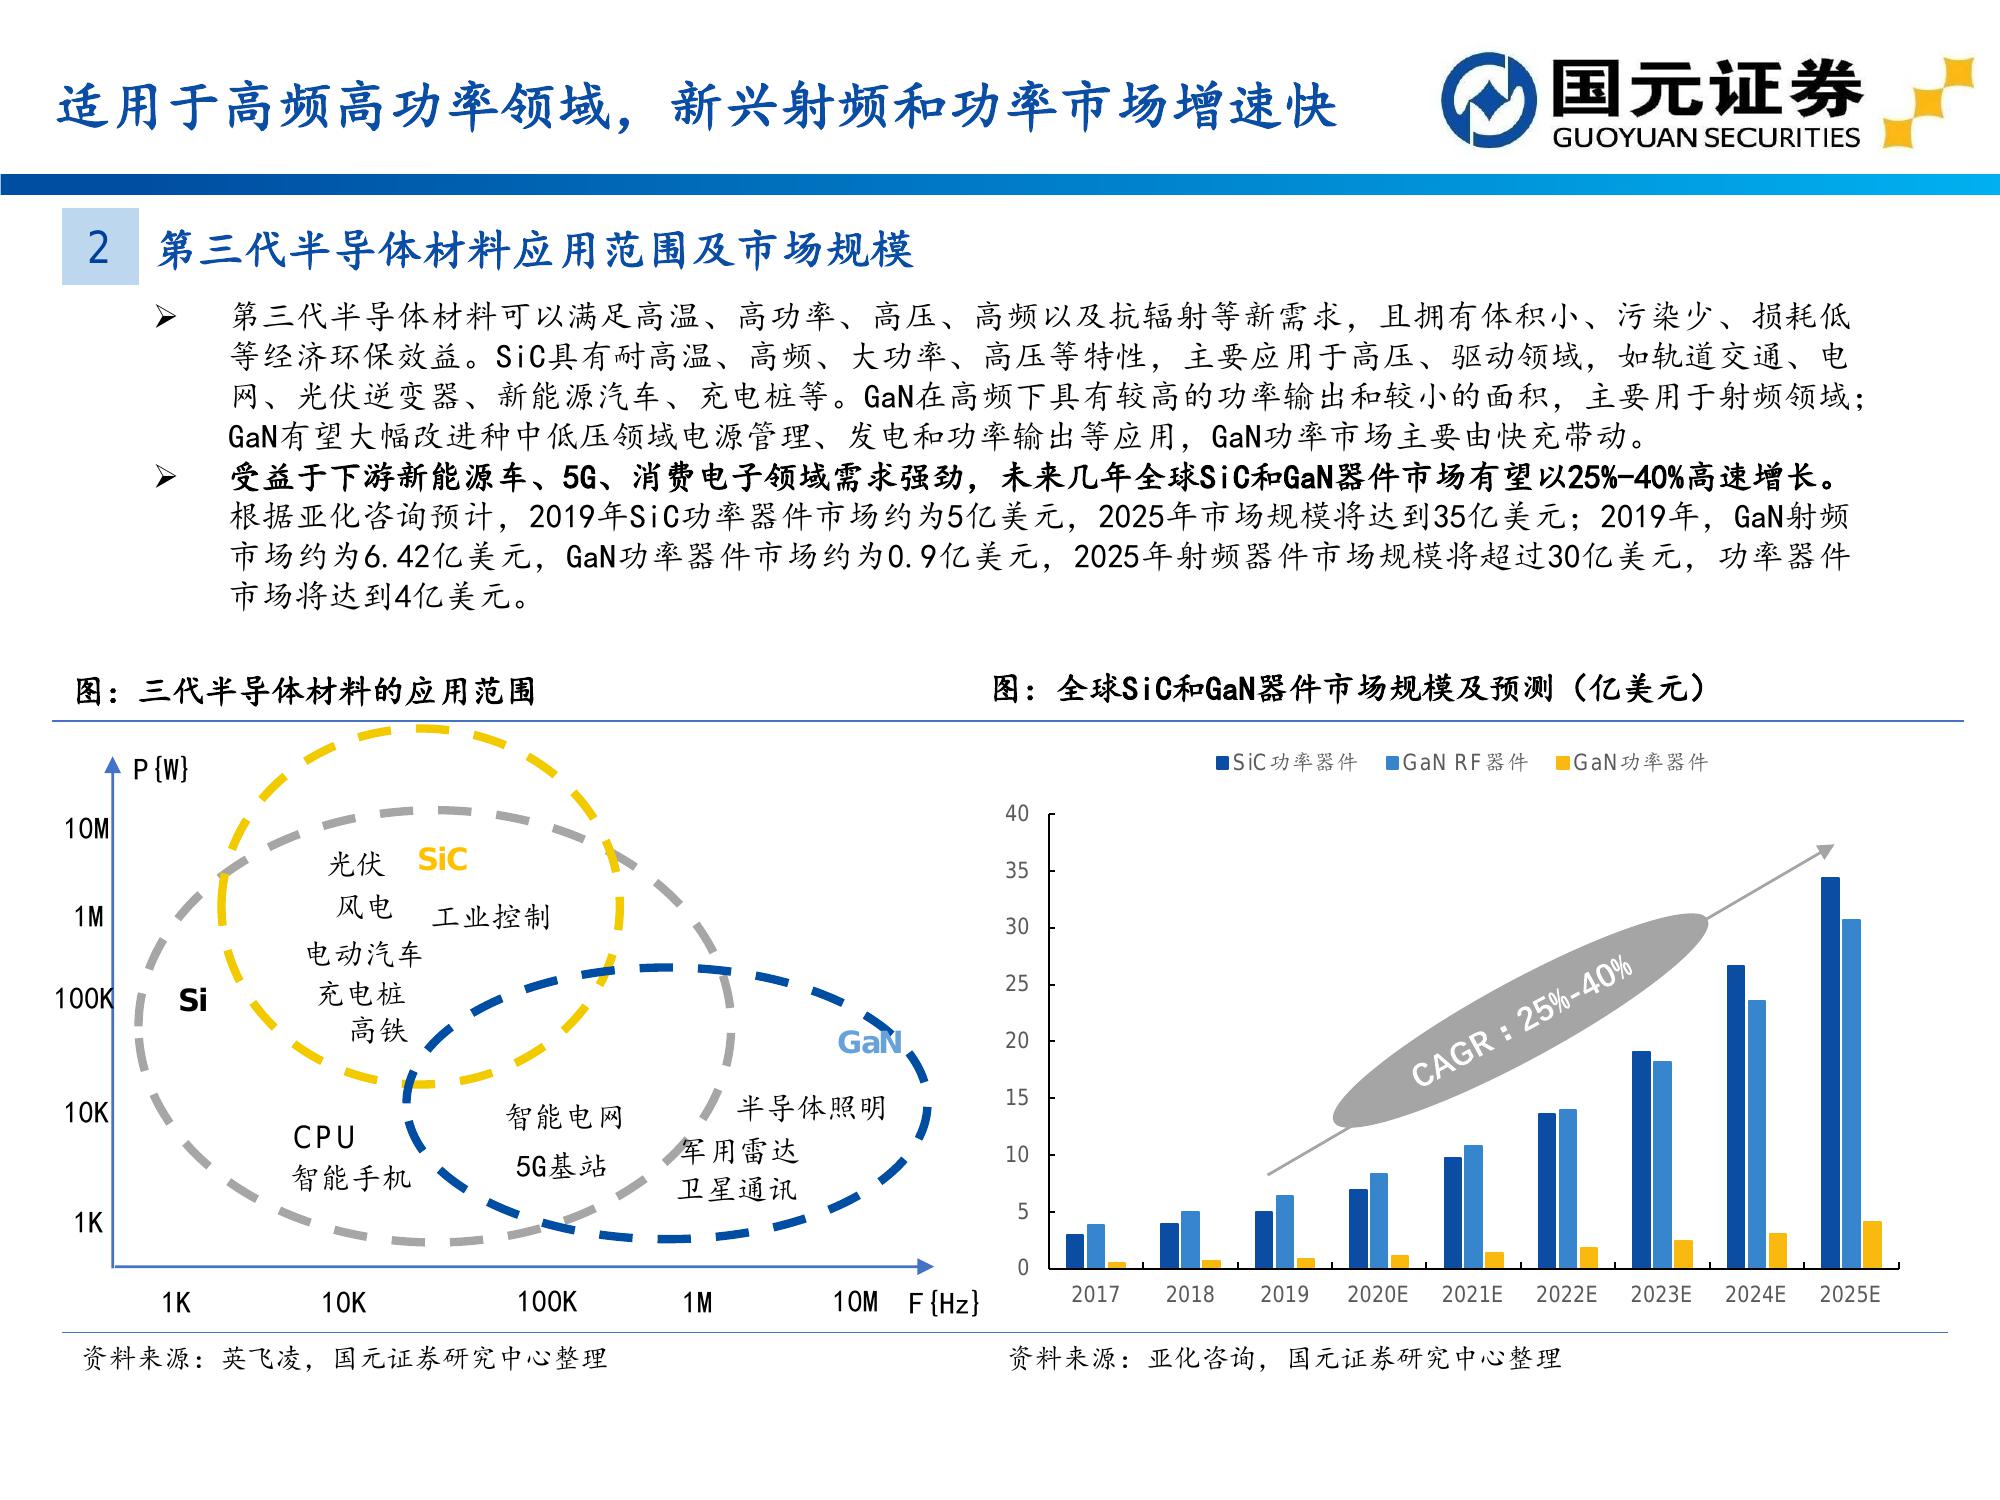 适用于高频高功率领域，新兴射频和功率市场增速快
国元证券
GUOYUAN SECURITIES
2 第三代半导体材料应用范围及市场规模
➢ 第三代半导体材料可以满足高温、高功率、高压、高频以及抗辐射等新需求，且拥有体积小、污染少、损耗低
等经济环保效益。SiC具有耐高温、高频、大功率、高压等特性，主要应用于高压、驱动领域，如轨道交通、电
网、光伏逆变器、新能源汽车、充电桩等。GaN在高频下具有较高的功率输出和较小的面积，主要用于射频领域；
GaN有望大幅改进种中低压领域电源管理、发电和功率输出等应用，GaN功率市场主要由快充带动。
➢ 受益于下游新能源车、5G、消费电子领域需求强劲，未来几年全球SiC和GaN器件市场有望以25%-40%高速增长。
根据亚化咨询预计，2019年SiC功率器件市场约为5亿美元，2025年市场规模将达到35亿美元；2019年，GaN射频
市场约为6.42亿美元，GaN功率器件市场约为0.9亿美元，2025年射频器件市场规模将超过30亿美元，功率器件
市场将达到4亿美元。
图：三代半导体材料的应用范围
P{W}
10M
1M
100K
10K
1K
光伏
SiC
风电
工业控制
电动汽车
充电桩
高铁
Si
GaN
CPU
智能手机
智能电网
5G基站
半导体照明
军用雷达
卫星通讯
1K 10K 100K 1M 10M F{Hz}
资料来源：英飞凌，国元证券研究中心整理
图：全球SiC和GaN器件市场规模及预测（亿美元）
SiC功率器件 GaN RF器件 GaN功率器件
40
35
30
25
20
15
10
5
0
CAGR：25%-40%
2017 2018 2019 2020E 2021E 2022E 2023E 2024E 2025E
资料来源：亚化咨询，国元证券研究中心整理